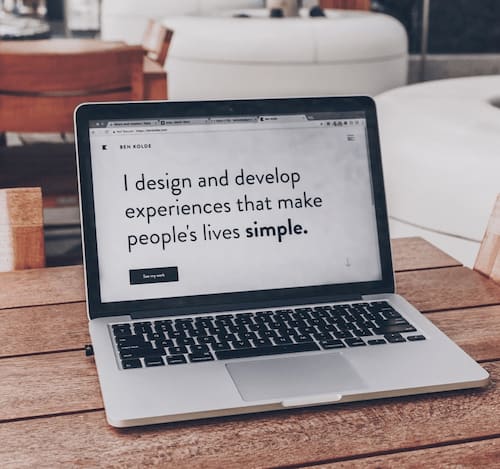 BEN KOLDE
I design and develop
experiences that make
people's lives simple.
See my work